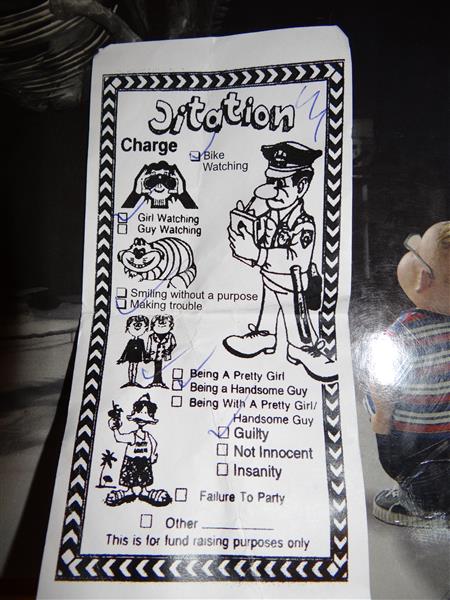 Citation
Charge
Bike
Watching
Girl Watching
Guy Watching
Smiling without a purpose
Making trouble
Being A Pretty Girl
Being a Handsome Guy
Being With A Pretty Girl/
Handsome Guy
Guilty
Not Innocent
Insanity
Failure To Party
Other
This is for fund raising purposes only